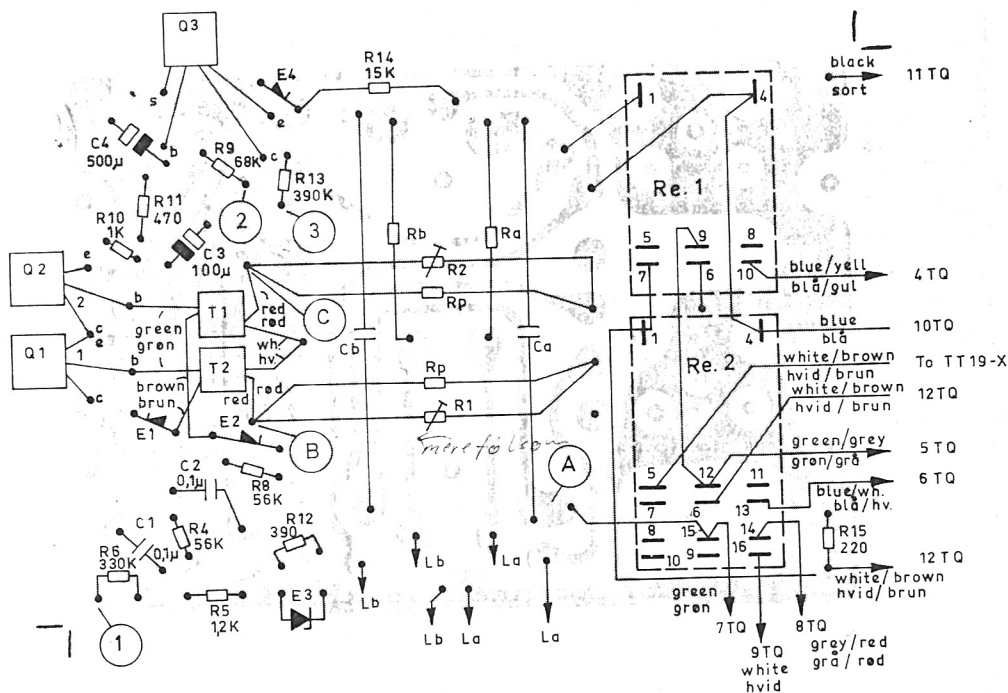 Q3
E4
R14
15K
black
sort
11 TQ
1
4
s
e
b
c
C4
500µ
R9
68K
R13
390K
R11
470
R10
1K
2
3
C3
100µ
Rb
Ra
Re. 1
5
9
8
7
6
10
blue/yell
blå/gul
4 TQ
R2
Rp
Q2
e
2
b
c
T1
red
rød
C
green
grøn
wh.
hv.
Cb
Ca
Q1
e
1
b
c
T2
brown
brun
rød
red
1
4
blue
blå
10TQ
Re. 2
white/brown
hvid/brun
To TT19-X
white/brown
hvid/brun
12TQ
Rp
R1
E1
E2
B
A
green/grey
grøn/grå
5 TQ
5
12
11
6 TQ
7
6
13
blue/wh.
blå/hv.
C2
0,1µ
R8
56K
8
15
14
10
9
16
R15
220
C1
0,1µ
R4
56K
R12
390
R6
330K
12TQ
white/brown
hvid/brun
Lb
La
Lb
R5
1,2K
E3
green
grøn
Lb
La
La
7TQ
8TQ
1
grey/red
grå/rød
9TQ
white
hvid